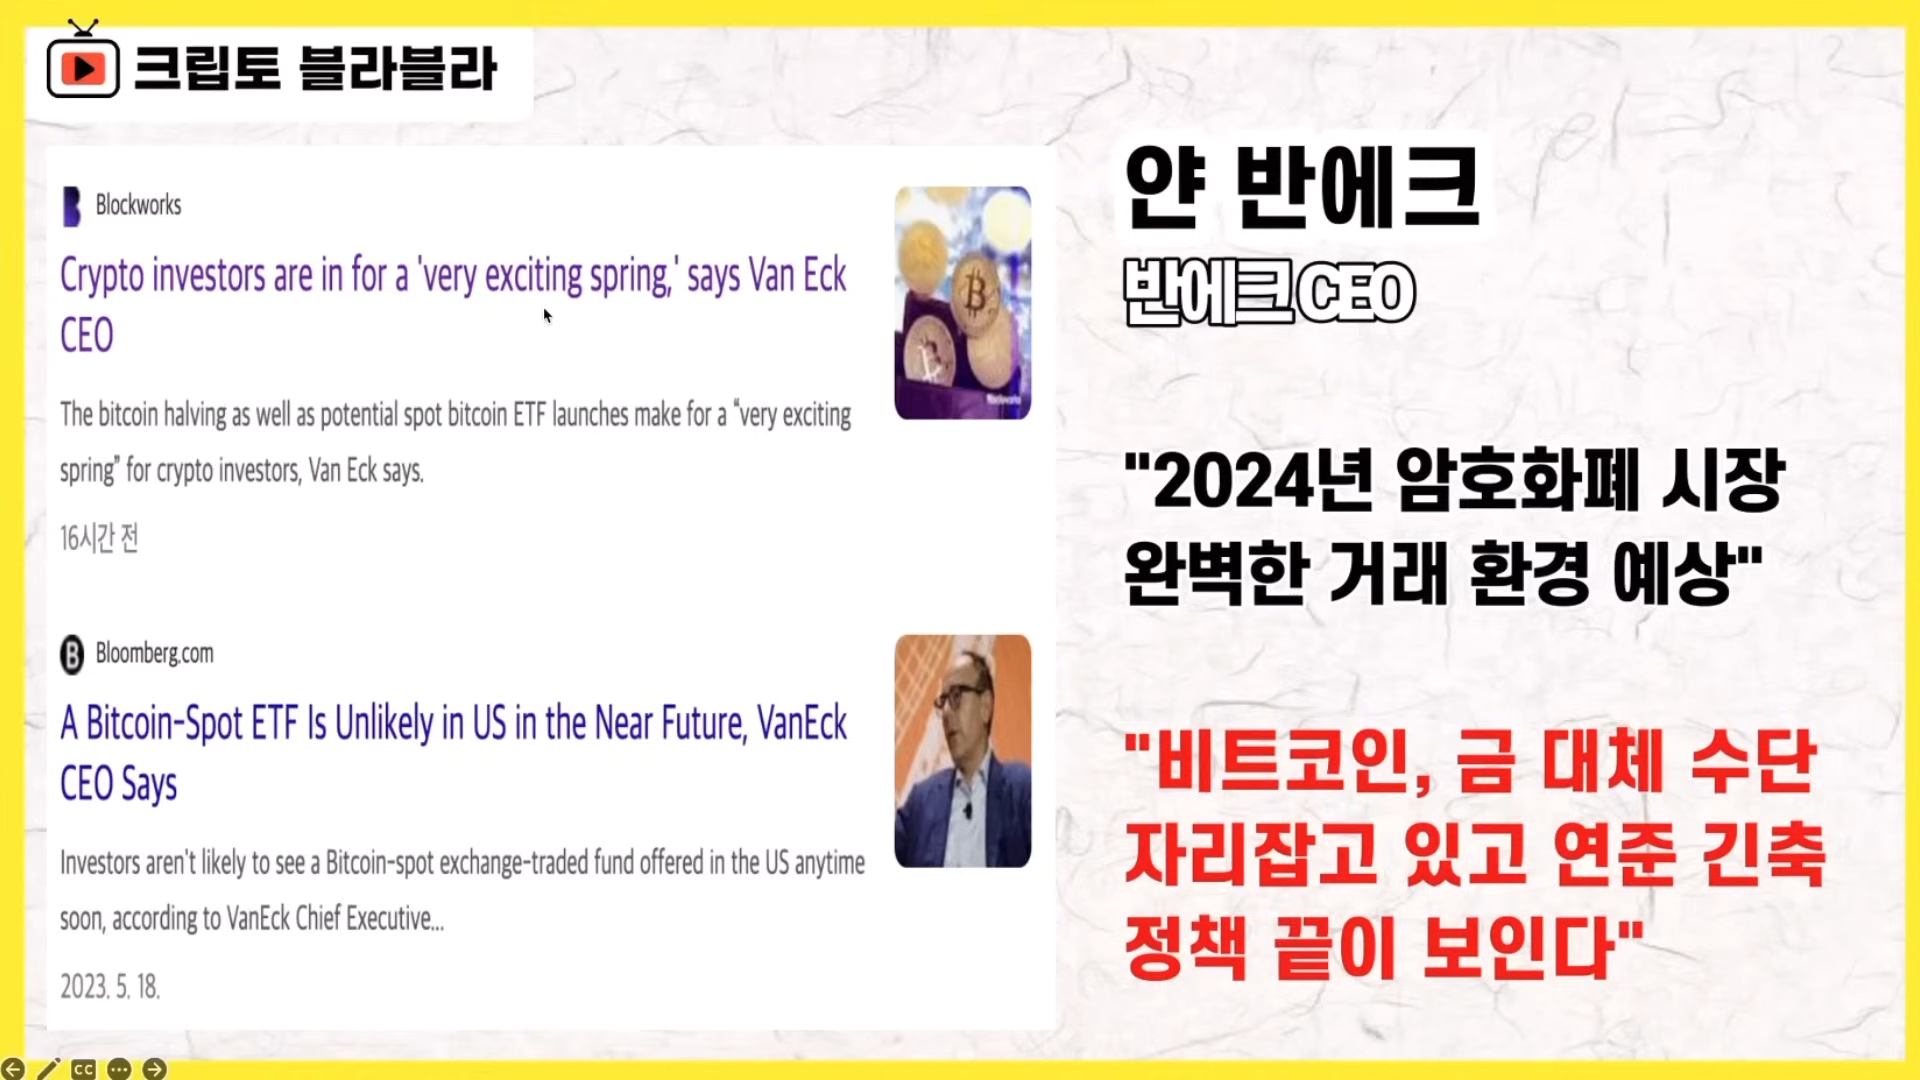 크립토 블라블라
Blockworks
Crypto investors are in for a 'very exciting spring,' says Van Eck
CEO
The bitcoin halving as well as potential spot bitcoin ETF launches make for a “very exciting
spring” for crypto investors, Van Eck says.
16시간 전
Bloomberg.com
A Bitcoin-Spot ETF Is Unlikely in US in the Near Future, VanEck
CEO Says
Investors aren't likely to see a Bitcoin-spot exchange-traded fund offered in the US anytime
soon, according to VanEck Chief Executive...
2023. 5. 18.
얀 반에크
반에크 CEO
"2024년 암호화폐 시장
완벽한 거래 환경 예상"
"비트코인, 금 대체 수단
자리잡고 있고 연준 긴축
정책 끝이 보인다"
CC